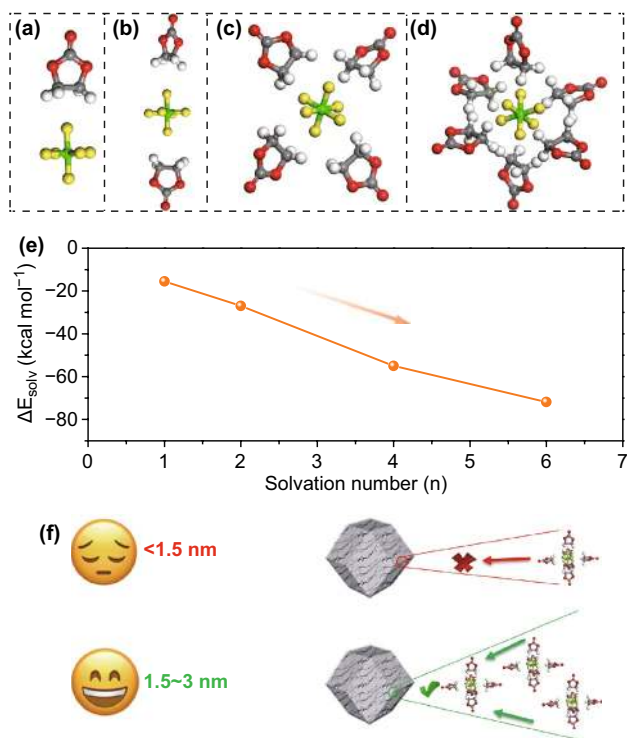 (a)
(b)
(c)
(d)
(e)
0
−20
−40
−60
−80
ΔE_solv (kcal mol⁻¹)
0 1 2 3 4 5 6 7
Solvation number (n)
(f)
<1.5 nm
1.5~3 nm